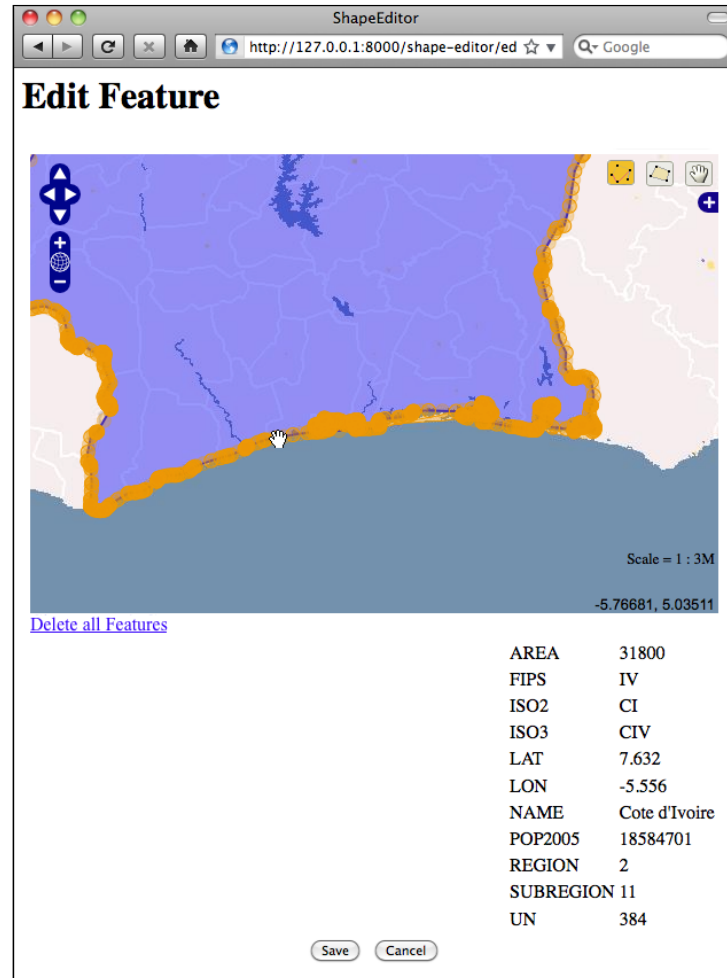 ShapeEditor
http://127.0.0.1:8000/shape-editor/ed
Google
Edit Feature
Scale = 1 : 3M
-5.76681, 5.03511
Delete all Features
AREA 31800
FIPS IV
ISO2 CI
ISO3 CIV
LAT 7.632
LON -5.556
NAME Cote d'Ivoire
POP2005 18584701
REGION 2
SUBREGION 11
UN 384
Save Cancel